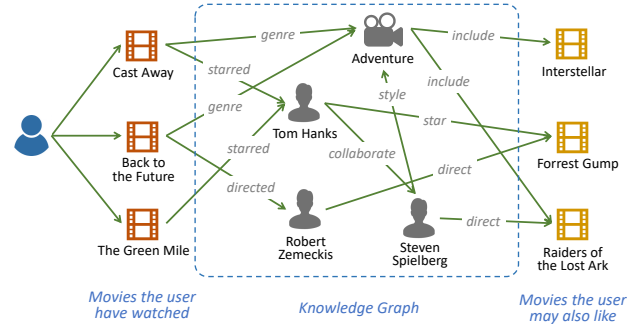 genre
include
Cast Away
Adventure
Interstellar
starred
include
genre
style
Tom Hanks
star
starred
collaborate
direct
Back to
the Future
Forrest Gump
directed
direct
The Green Mile
Robert
Zemeckis
Steven
Spielberg
Raiders of
the Lost Ark
Movies the user
have watched
Knowledge Graph
Movies the user
may also like